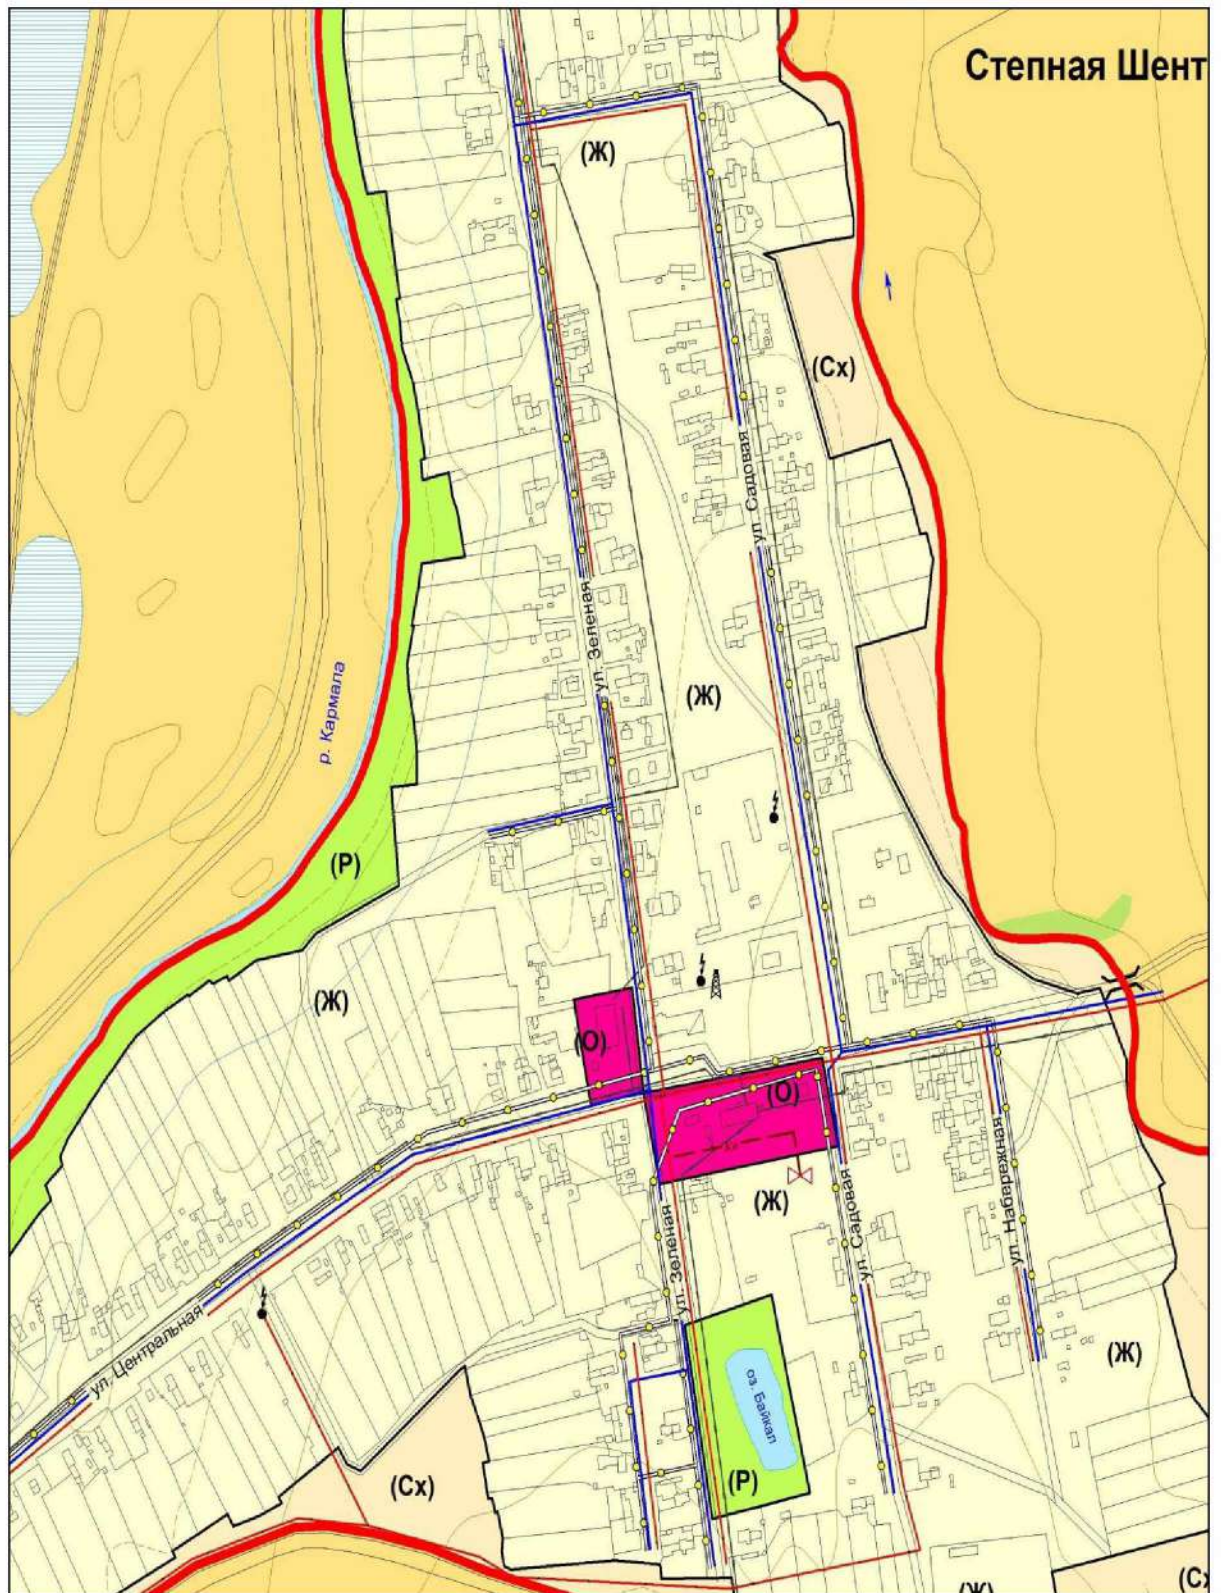 Степная Шент
(Ж)
(Сх)
ул. Садовая
ул. Зеленая
(Ж)
р. Кармала
(Р)
(Ж)
(О)
(О)
ул. Набережная
(Ж)
ул. Садовая
ул. Зеленая
ул. Центральная
(Ж)
оз. Байкал
(Р)
(Сх)
(Ж)
(Сх